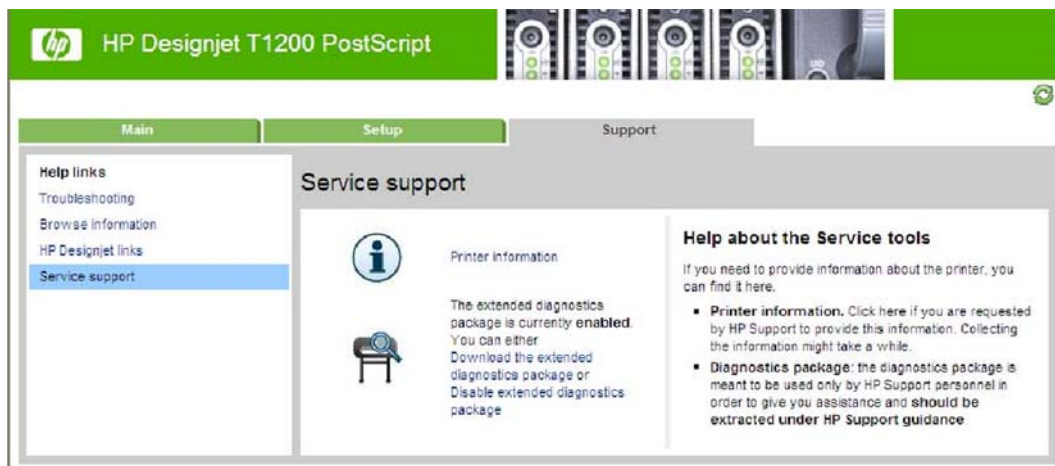 hp HP Designjet T1200 PostScript
UID
Main Setup Support
Help links
Troubleshooting
Browse information
HP Designjet links
Service support
Service support
Printer information
The extended diagnostics
package is currently enabled.
You can either
Download the extended
diagnostics package or
Disable extended diagnostics
package
Help about the Service tools
If you need to provide information about the printer, you
can find it here.
▪ Printer information. Click here if you are requested
by HP Support to provide this information. Collecting
the information might take a while.
▪ Diagnostics package: the diagnostics package is
meant to be used only by HP Support personnel in
order to give you assistance and should be
extracted under HP Support guidance